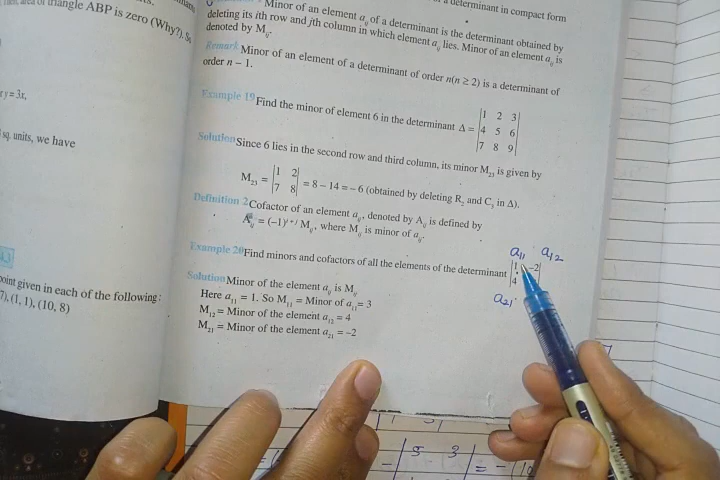 area of triangle ABP is zero (Why?). So
y = 3x,
sq. units, we have
point given in each of the following:
7), (1, 1), (10, 8)
determinant in compact form
Minor of an element aij of a determinant is the determinant obtained by
deleting its ith row and jth column in which element aij lies. Minor of an element aij is
denoted by Mij.
Remark Minor of an element of a determinant of order n(n ≥ 2) is a determinant of
order n – 1.
Example 19 Find the minor of element 6 in the determinant Δ = |1 2 3|
|4 5 6|
|7 8 9|
Solution Since 6 lies in the second row and third column, its minor M23 is given by
M23 = |1 2| = 8 – 14 = – 6 (obtained by deleting R2 and C3 in Δ).
|7 8|
Definition 2 Cofactor of an element aij, denoted by Aij is defined by
Aij = (–1)i + j Mij, where Mij is minor of aij.
a11 a12
Example 20 Find minors and cofactors of all the elements of the determinant |1 –2|
|4
a21
Solution Minor of the element aij is Mij
Here a11 = 1. So M11 = Minor of a11 = 3
M12 = Minor of the element a12 = 4
M21 = Minor of the element a21 = –2
– |5 3| = –